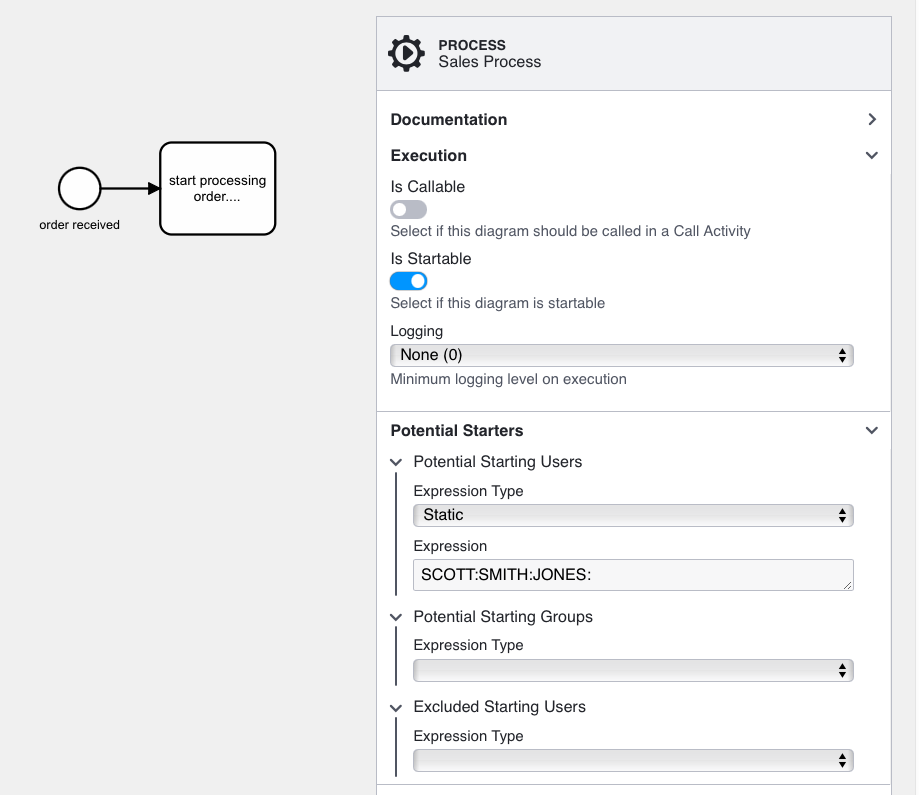 PROCESS
Sales Process
Documentation
Execution
Is Callable
Select if this diagram should be called in a Call Activity
Is Startable
Select if this diagram is startable
Logging
None (0)
Minimum logging level on execution
Potential Starters
Potential Starting Users
Expression Type
Static
Expression
SCOTT:SMITH:JONES:
Potential Starting Groups
Expression Type
Excluded Starting Users
Expression Type
start processing
order....
order received